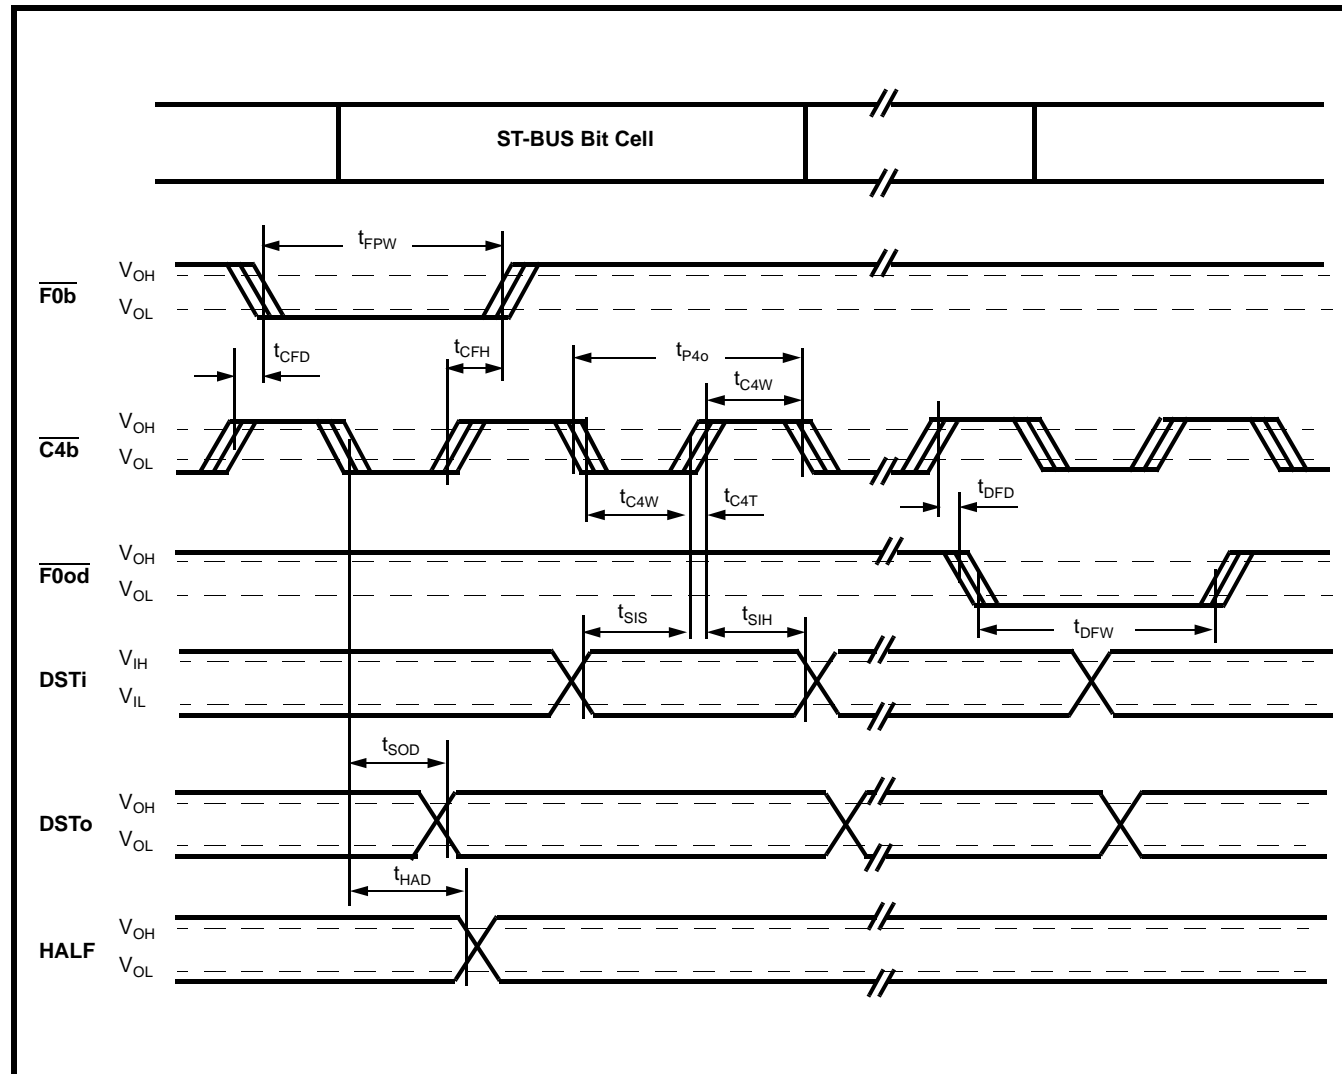 ST-BUS Bit Cell
tFPW
VOH
F0b
VOL
tCFD
tCFH
tP4o
tC4W
VOH
C4b
VOL
tC4W
tC4T
tDFD
VOH
F0od
VOL
tSIS
tSIH
tDFW
VIH
DSTi
VIL
tSOD
VOH
DSTo
VOL
tHAD
VOH
HALF
VOL